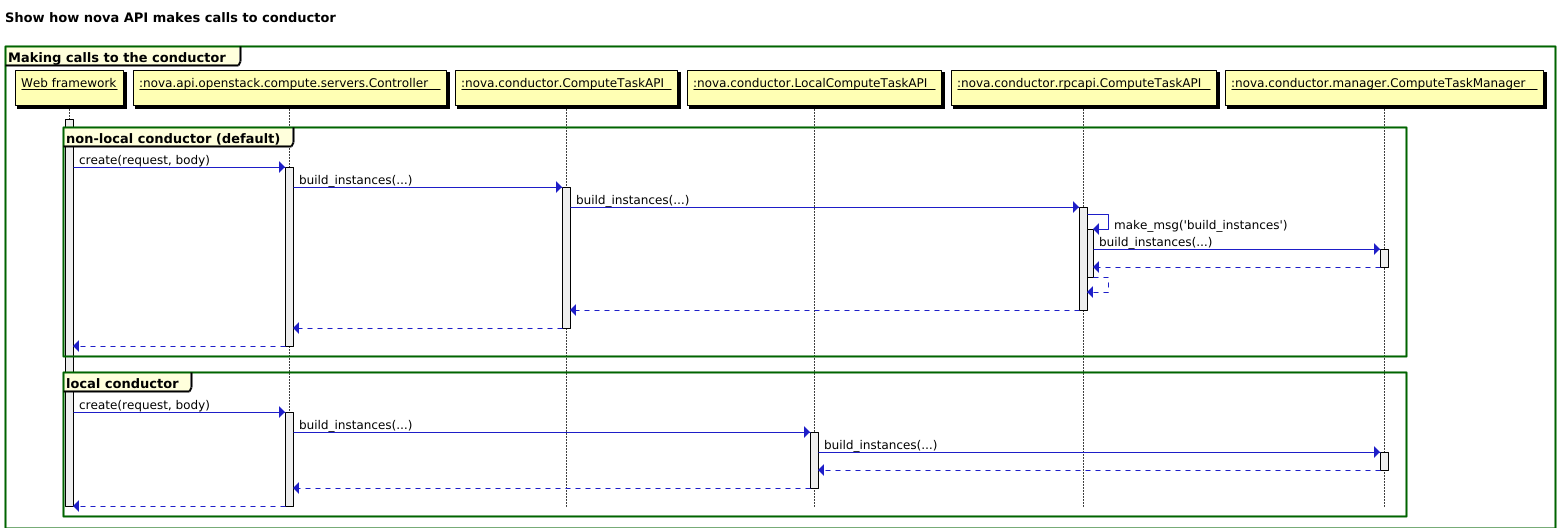 Show how nova API makes calls to conductor
Making calls to the conductor
Web framework
:nova.api.openstack.compute.servers.Controller
:nova.conductor.ComputeTaskAPI
:nova.conductor.LocalComputeTaskAPI
:nova.conductor.rpcapi.ComputeTaskAPI
:nova.conductor.manager.ComputeTaskManager
non-local conductor (default)
create(request, body)
build_instances(...)
build_instances(...)
make_msg('build_instances')
build_instances(...)
local conductor
create(request, body)
build_instances(...)
build_instances(...)